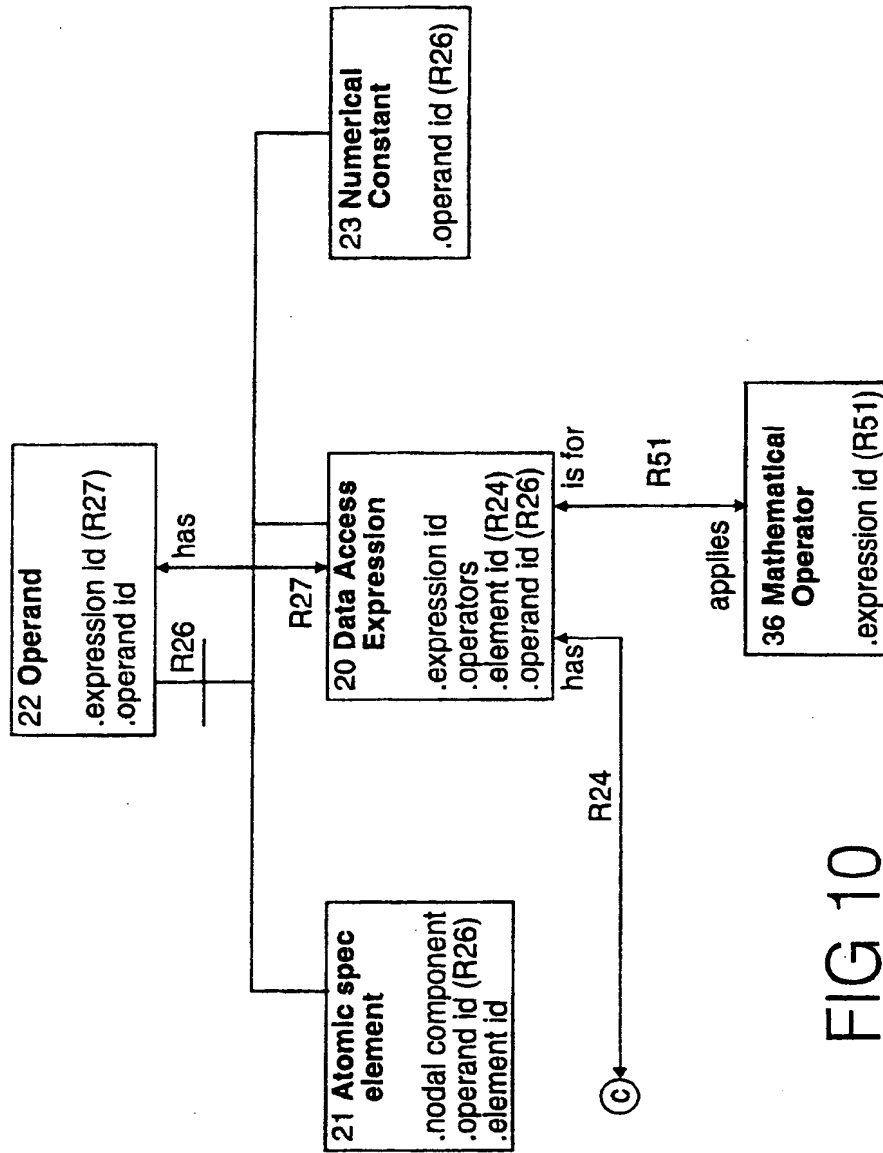 22 Operand
.expression id (R27)
.operand id
R26
has
R27
21 Atomic spec
element
.nodal component
.operand id (R26)
.element id
20 Data Access
Expression
.expression id
.operators
.element id (R24)
.operand id (R26)
23 Numerical
Constant
.operand id (R26)
has
is for
R24
R51
c
applies
36 Mathematical
Operator
.expression id (R51)
FIG 10